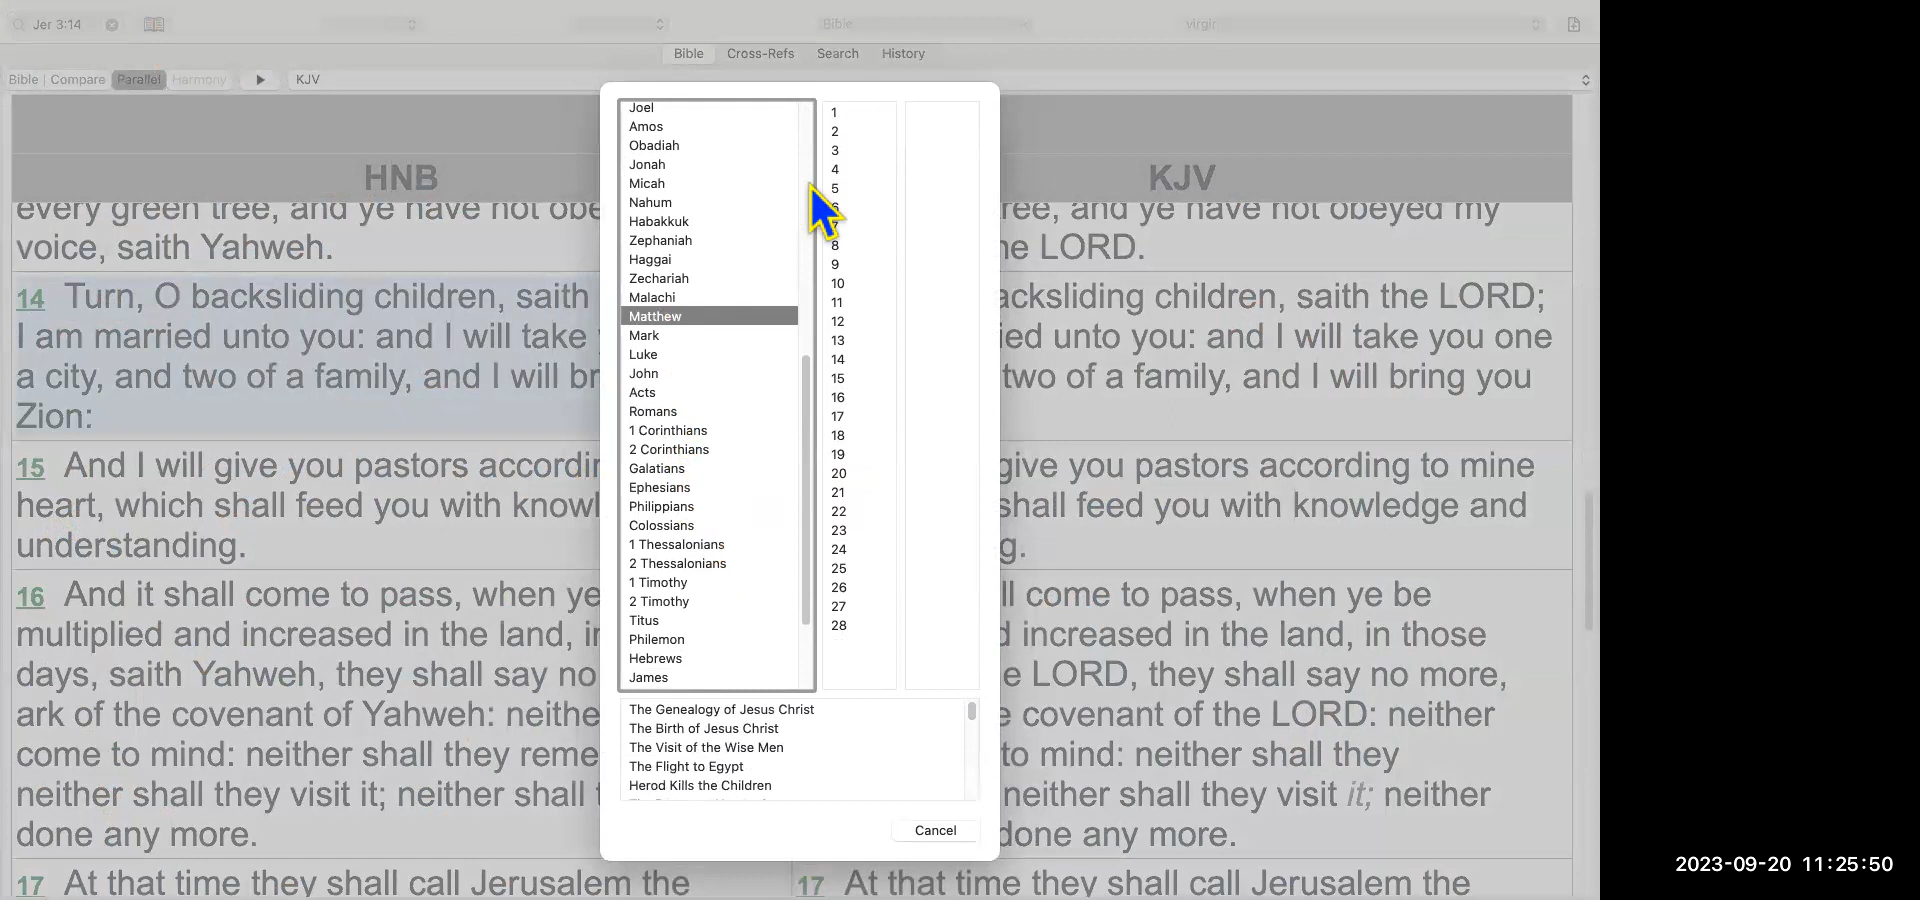 Jer 3:14
Bible
virgin
Bible Cross-Refs Search History
Bible | Compare Parallel Harmony KJV
HNB
KJV
every green tree, and ye have not obe
voice, saith Yahweh.
14 Turn, O backsliding children, saith
I am married unto you: and I will take
a city, and two of a family, and I will br
Zion:
15 And I will give you pastors accordin
heart, which shall feed you with knowl
understanding.
16 And it shall come to pass, when ye
multiplied and increased in the land, in
days, saith Yahweh, they shall say no
ark of the covenant of Yahweh: neithe
come to mind: neither shall they reme
neither shall they visit it; neither shall t
done any more.
17 At that time they shall call Jerusalem the
Joel
Amos
Obadiah
Jonah
Micah
Nahum
Habakkuk
Zephaniah
Haggai
Zechariah
Malachi
Matthew
Mark
Luke
John
Acts
Romans
1 Corinthians
2 Corinthians
Galatians
Ephesians
Philippians
Colossians
1 Thessalonians
2 Thessalonians
1 Timothy
2 Timothy
Titus
Philemon
Hebrews
James
1
2
3
4
5
6
7
8
9
10
11
12
13
14
15
16
17
18
19
20
21
22
23
24
25
26
27
28
The Genealogy of Jesus Christ
The Birth of Jesus Christ
The Visit of the Wise Men
The Flight to Egypt
Herod Kills the Children
Cancel
ree, and ye have not obeyed my
he LORD.
acksliding children, saith the LORD;
ied unto you: and I will take you one
two of a family, and I will bring you
give you pastors according to mine
shall feed you with knowledge and
g.
ll come to pass, when ye be
d increased in the land, in those
e LORD, they shall say no more,
e covenant of the LORD: neither
to mind: neither shall they
neither shall they visit it; neither
done any more.
17 At that time they shall call Jerusalem the
2023-09-20 11:25:50